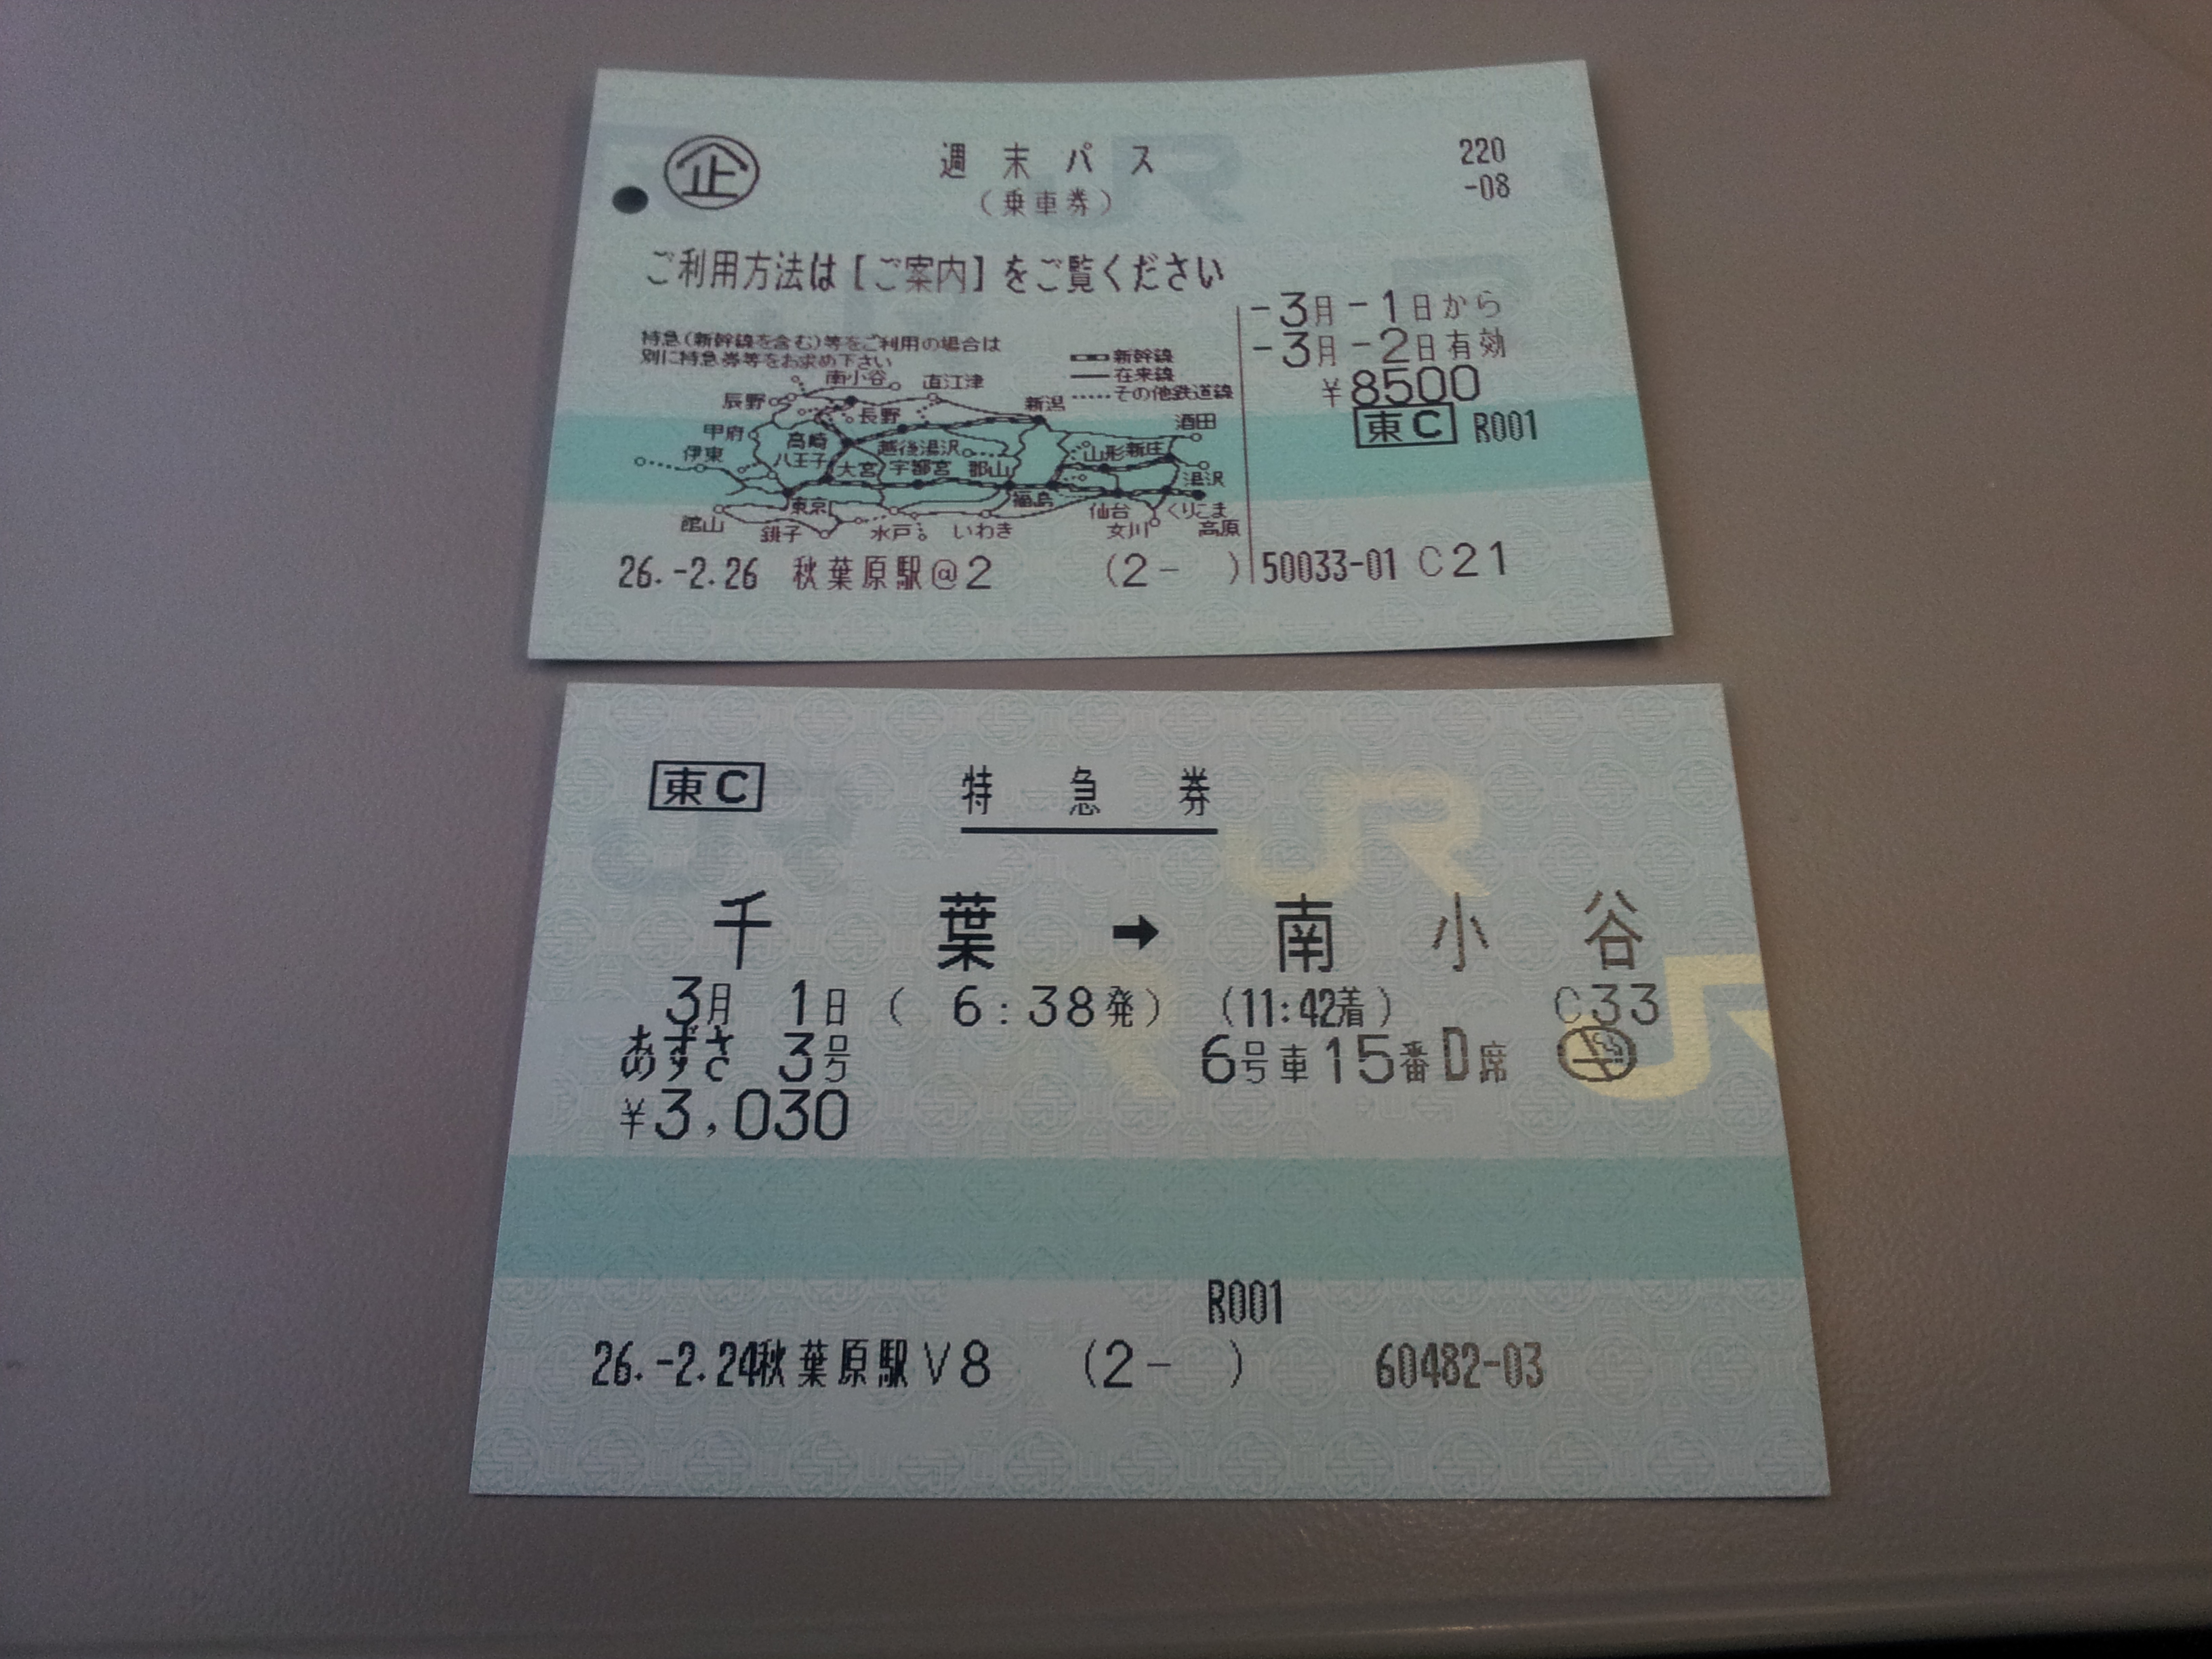 企 週末パス 220
(乗車券) -08
ご利用方法は【ご案内】をご覧ください
-3月-1日から
-3月-2日有効
¥8500
東C R001
特急(新幹線を含む)等をご利用の場合は
別に特急券等をお求め下さい
新幹線
在来線
その他鉄道線
南小谷 直江津
辰野 長野 新潟 酒田
甲府 高崎 越後湯沢 山形 新庄
伊東 八王子 大宮 宇都宮 郡山 湯沢
東京 福島 仙台 くりこま
高原
館山 銚子 水戸 いわき 女川
26.-2.26 秋葉原駅@2 (2- ) 50033-01 C21
東C 特急券
千葉 → 南小谷
3月 1日 ( 6:38発) (11:42着) C33
あずさ 3号 6号車15番D席
¥3,030
R001
26.-2.24秋葉原駅V8 (2- ) 60482-03
JR
JR